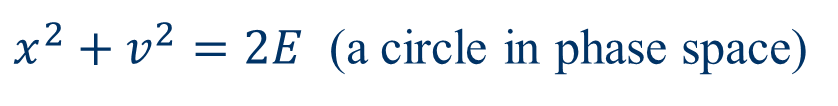 x² + v² = 2E (a circle in phase space)